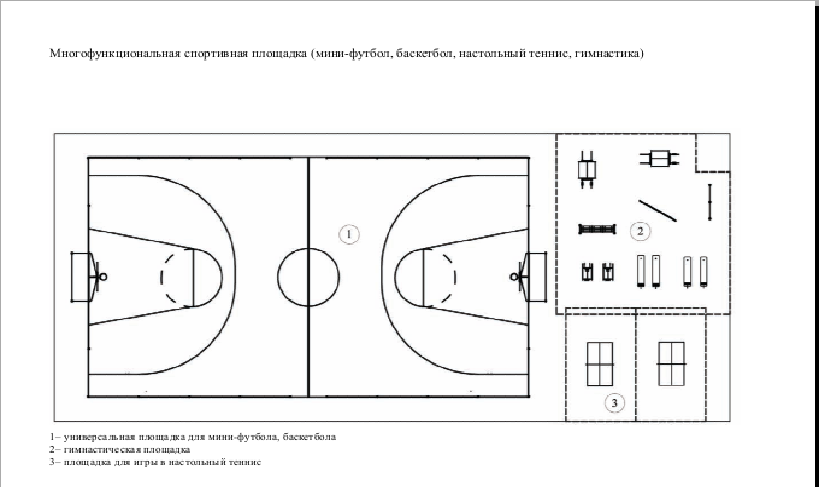 Многофункциональная спортивная площадка (мини-футбол, баскетбол, настольный теннис, гимнастика)
1
2
3
1– универсальная площадка для мини-футбола, баскетбола
2– гимнастическая площадка
3– площадка для игры в настольный теннис